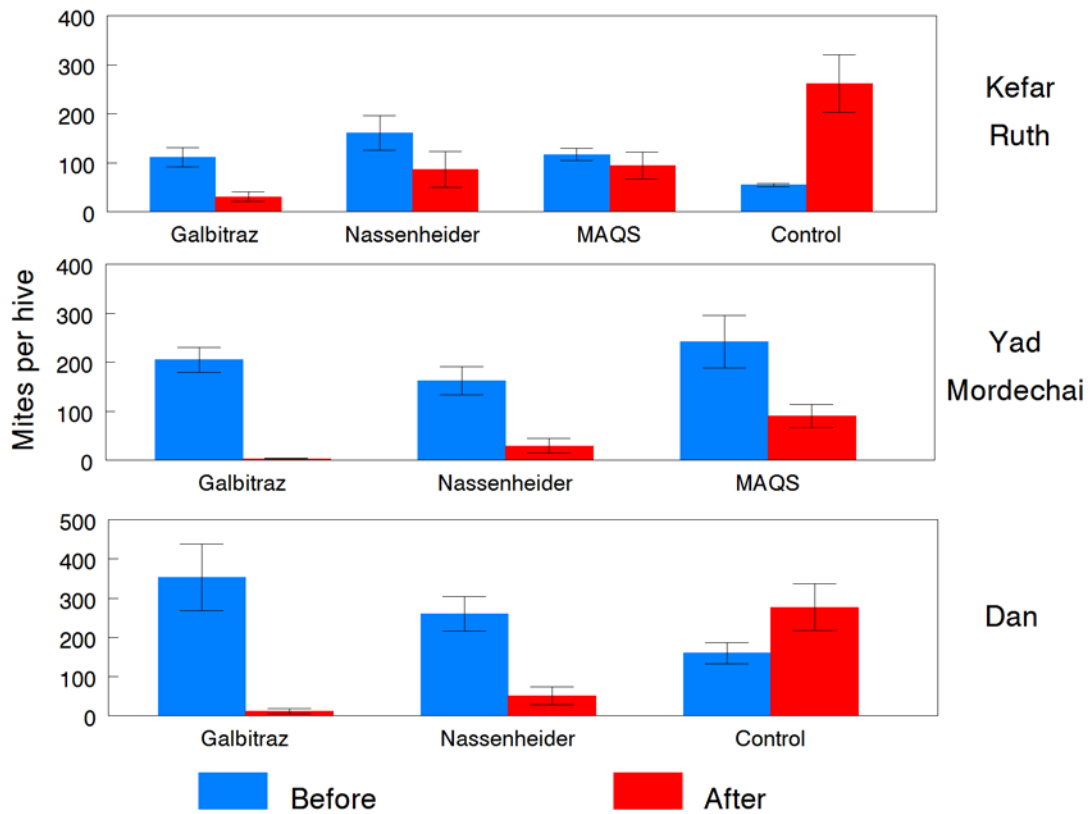 Mites per hive
400
300
200
100
0
Galbitraz Nassenheider MAQS Control
Kefar
Ruth
400
300
200
100
0
Galbitraz Nassenheider MAQS
Yad
Mordechai
500
400
300
200
100
0
Galbitraz Nassenheider Control
Dan
Before After